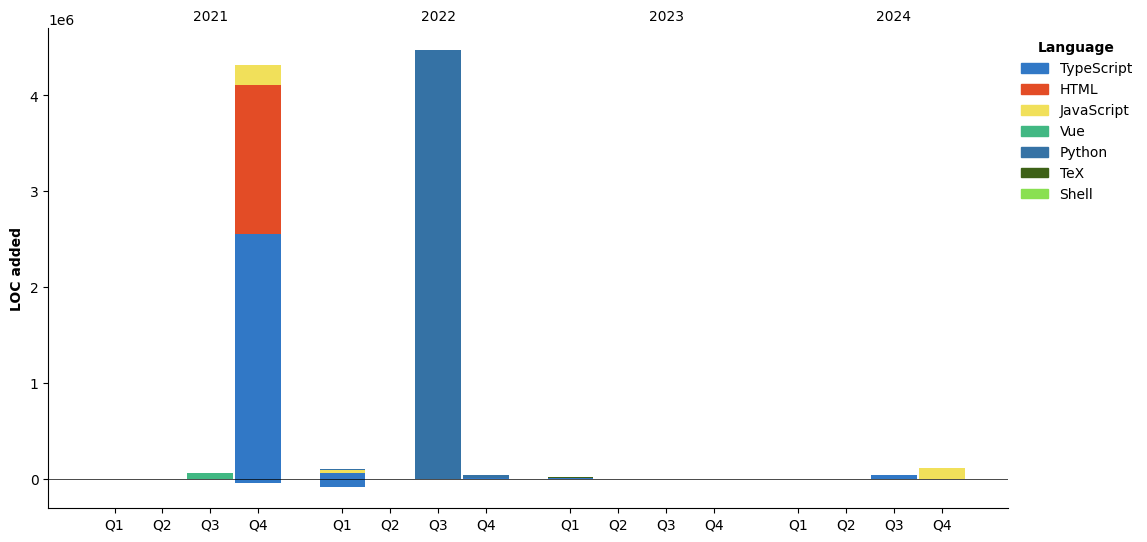 2021 2022 2023 2024
1e6
Language
TypeScript
HTML
JavaScript
Vue
Python
TeX
Shell
4
3
2
1
0
LOC added
Q1 Q2 Q3 Q4 Q1 Q2 Q3 Q4 Q1 Q2 Q3 Q4 Q1 Q2 Q3 Q4